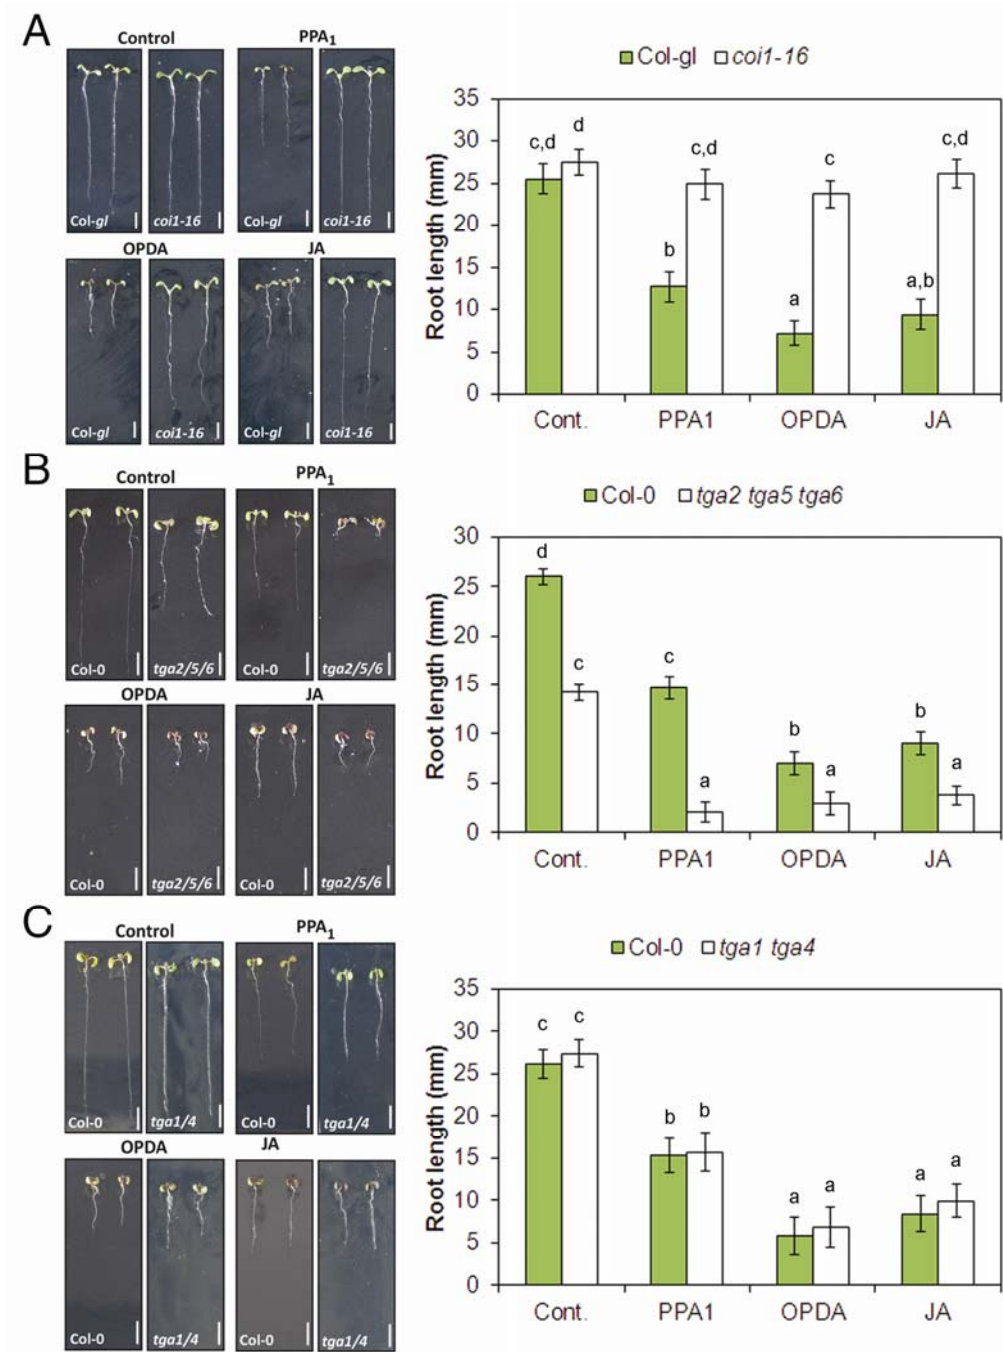 A
Control
PPA1
Col-gl
coi1-16
Col-gl
coi1-16
OPDA
JA
Col-gl
coi1-16
Col-gl
coi1-16
Col-gl coi1-16
Root length (mm)
35
30
25
20
15
10
5
0
c,d
d
b
c,d
a
c
a,b
c,d
Cont. PPA1 OPDA JA
B
Control
PPA1
Col-0
tga2/5/6
Col-0
tga2/5/6
OPDA
JA
Col-0
tga2/5/6
Col-0
tga2/5/6
Col-0 tga2 tga5 tga6
Root length (mm)
30
25
20
15
10
5
0
d
c
c
a
b
a
b
a
Cont. PPA1 OPDA JA
C
Control
PPA1
Col-0
tga1/4
Col-0
tga1/4
OPDA
JA
Col-0
tga1/4
Col-0
tga1/4
Col-0 tga1 tga4
Root length (mm)
35
30
25
20
15
10
5
0
c
c
b
b
a
a
a
a
Cont. PPA1 OPDA JA